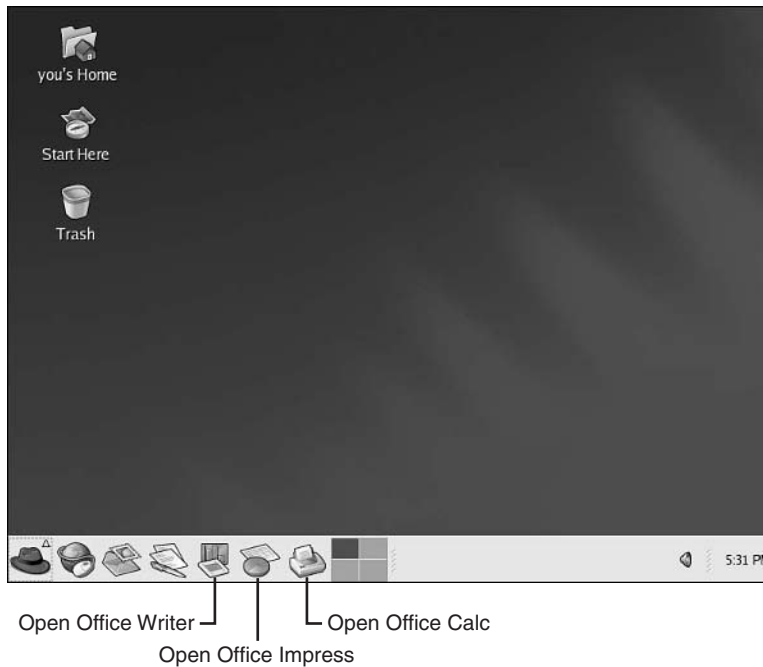 you's Home
Start Here
Trash
5:31 PM
Open Office Writer
Open Office Calc
Open Office Impress